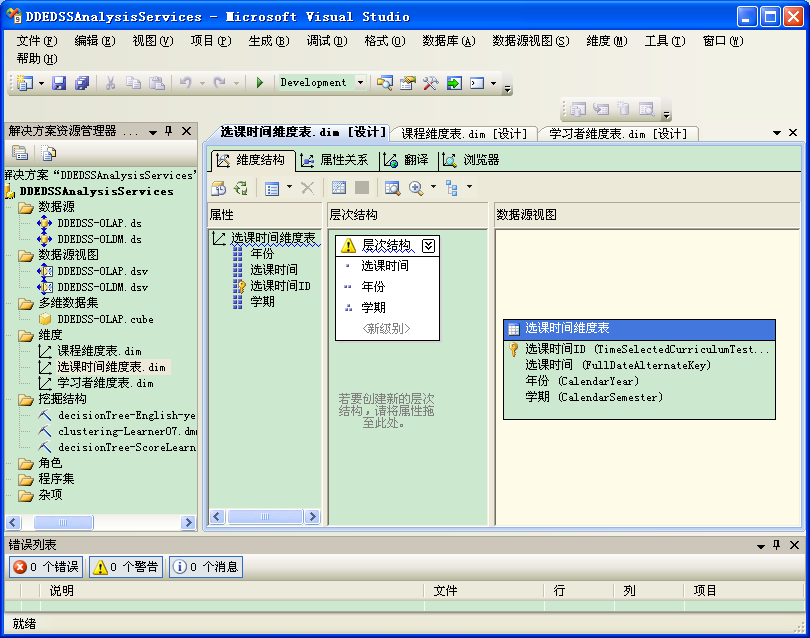 DDEDSSAnalysisServices - Microsoft Visual Studio
文件(F) 编辑(E) 视图(V) 项目(P) 生成(B) 调试(D) 格式(O) 数据库(A) 数据源视图(S) 维度(M) 工具(T) 窗口(W)
帮助(H)
Development
解决方案资源管理器 ...
选课时间维度表.dim [设计]
课程维度表.dim [设计]
学习者维度表.dim [设计]
解决方案“DDEDSSAnalysisServices”
DDEDSSAnalysisServices
数据源
DDEDSS-OLAP.ds
DDEDSS-OLDM.ds
数据源视图
DDEDSS-OLAP.dsv
DDEDSS-OLDM.dsv
多维数据集
DDEDSS-OLAP.cube
维度
课程维度表.dim
选课时间维度表.dim
学习者维度表.dim
挖掘结构
decisionTree-English-ye
clustering-Learner07.dm
decisionTree-ScoreLearn
角色
程序集
杂项
维度结构 属性关系 翻译 浏览器
属性
选课时间维度表
年份
选课时间
选课时间ID
学期
层次结构
层次结构
选课时间
年份
学期
<新级别>
若要创建新的层次
结构,请将属性拖
至此处。
数据源视图
选课时间维度表
选课时间ID (TimeSelectedCurriculumTest...
选课时间 (FullDateAlternateKey)
年份 (CalendarYear)
学期 (CalendarSemester)
错误列表
0 个错误 0 个警告 0 个消息
说明 文件 行 列 项目
就绪